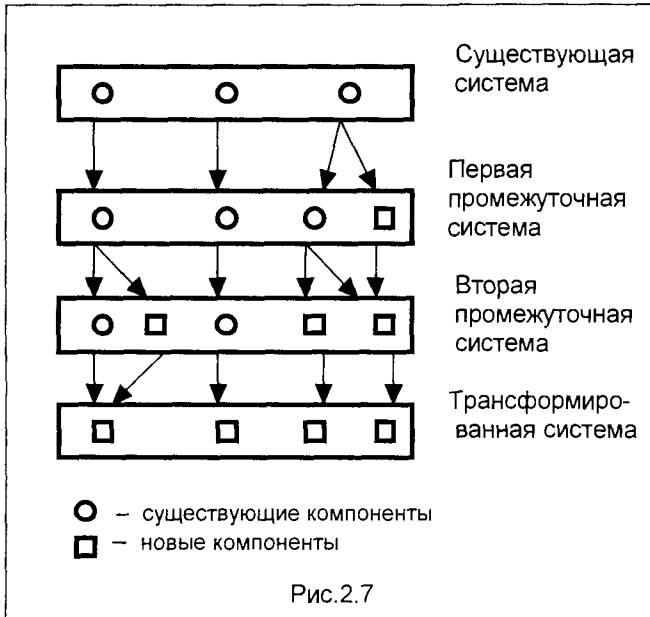 Существующая
система
Первая
промежуточная
система
Вторая
промежуточная
система
Трансформиро-
ванная система
– существующие компоненты
– новые компоненты
Рис.2.7